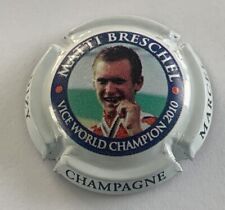 MATTI BRESCHEL
VICE WORLD CHAMPION 2010
CHAMPAGNE